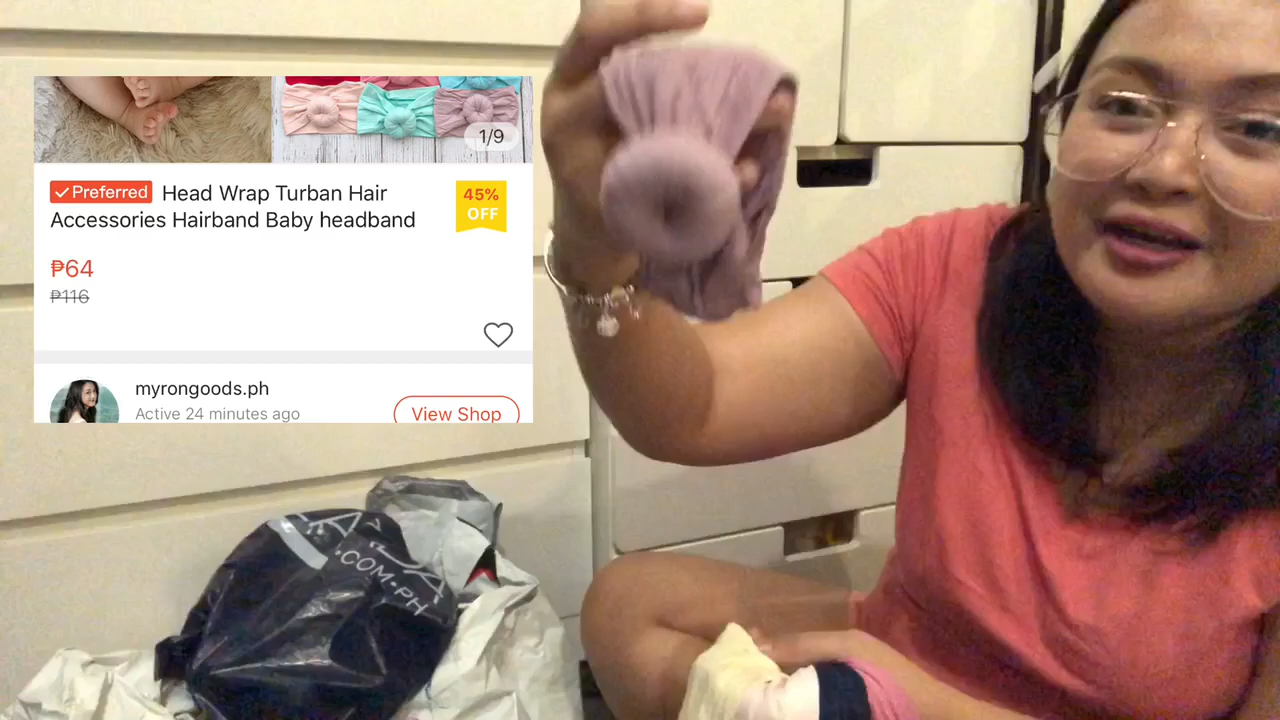 1/9
Preferred Head Wrap Turban Hair
Accessories Hairband Baby headband
45%
OFF
₱64
₱116
myrongoods.ph
Active 24 minutes ago
View Shop
.COM.PH